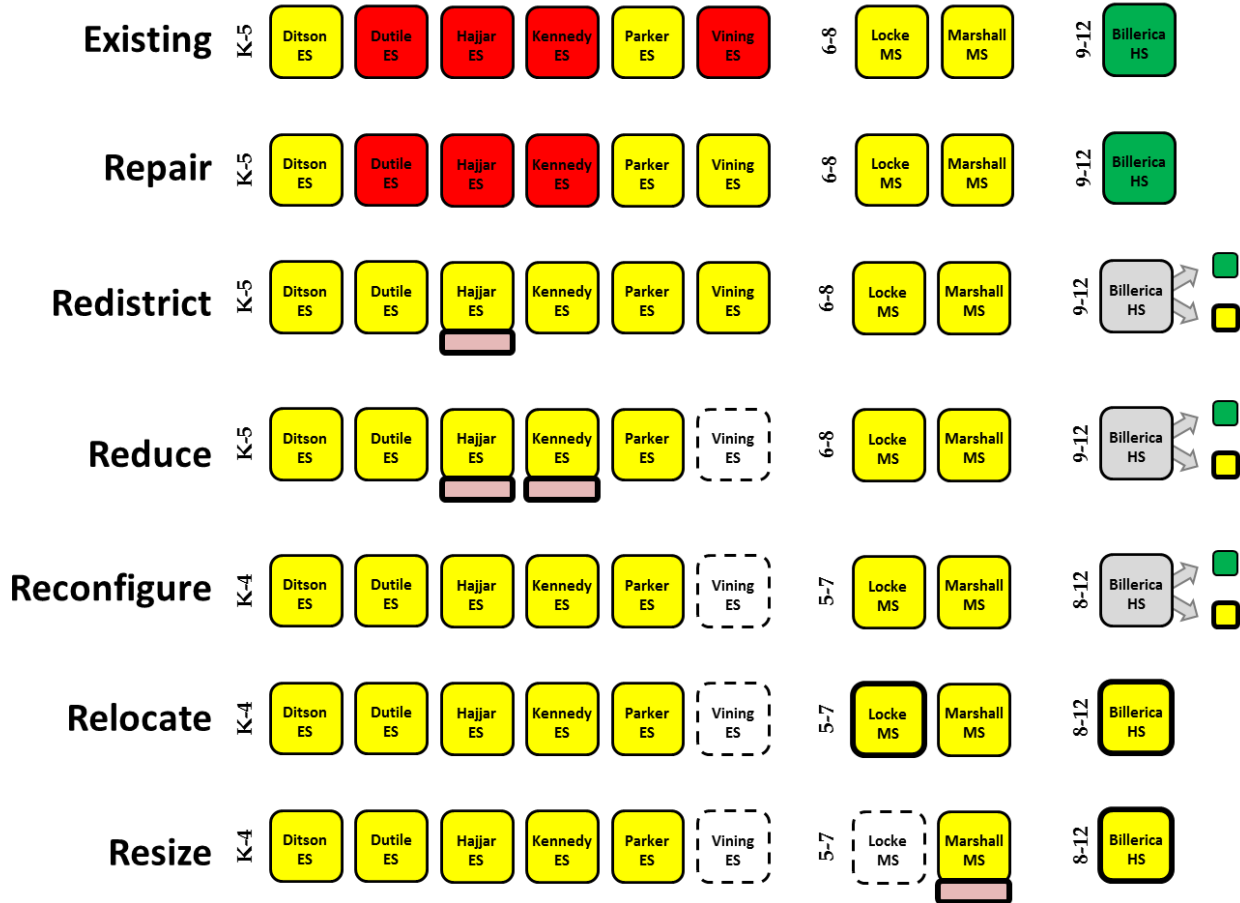 Existing
K-5
Ditson
ES
Dutile
ES
Hajjar
ES
Kennedy
ES
Parker
ES
Vining
ES
6-8
Locke
MS
Marshall
MS
9-12
Billerica
HS
Repair
K-5
Ditson
ES
Dutile
ES
Hajjar
ES
Kennedy
ES
Parker
ES
Vining
ES
6-8
Locke
MS
Marshall
MS
9-12
Billerica
HS
Redistrict
K-5
Ditson
ES
Dutile
ES
Hajjar
ES
Kennedy
ES
Parker
ES
Vining
ES
6-8
Locke
MS
Marshall
MS
9-12
Billerica
HS
Reduce
K-5
Ditson
ES
Dutile
ES
Hajjar
ES
Kennedy
ES
Parker
ES
Vining
ES
6-8
Locke
MS
Marshall
MS
9-12
Billerica
HS
Reconfigure
K-4
Ditson
ES
Dutile
ES
Hajjar
ES
Kennedy
ES
Parker
ES
Vining
ES
5-7
Locke
MS
Marshall
MS
8-12
Billerica
HS
Relocate
K-4
Ditson
ES
Dutile
ES
Hajjar
ES
Kennedy
ES
Parker
ES
Vining
ES
5-7
Locke
MS
Marshall
MS
8-12
Billerica
HS
Resize
K-4
Ditson
ES
Dutile
ES
Hajjar
ES
Kennedy
ES
Parker
ES
Vining
ES
5-7
Locke
MS
Marshall
MS
8-12
Billerica
HS